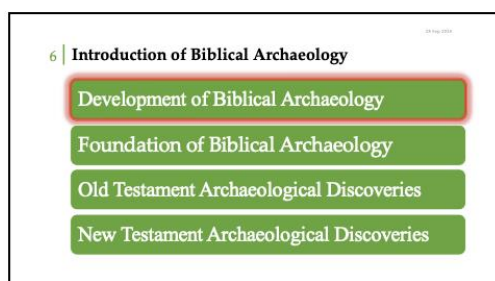 6 Introduction of Biblical Archaeology
Development of Biblical Archaeology
Foundation of Biblical Archaeology
Old Testament Archaeological Discoveries
New Testament Archaeological Discoveries